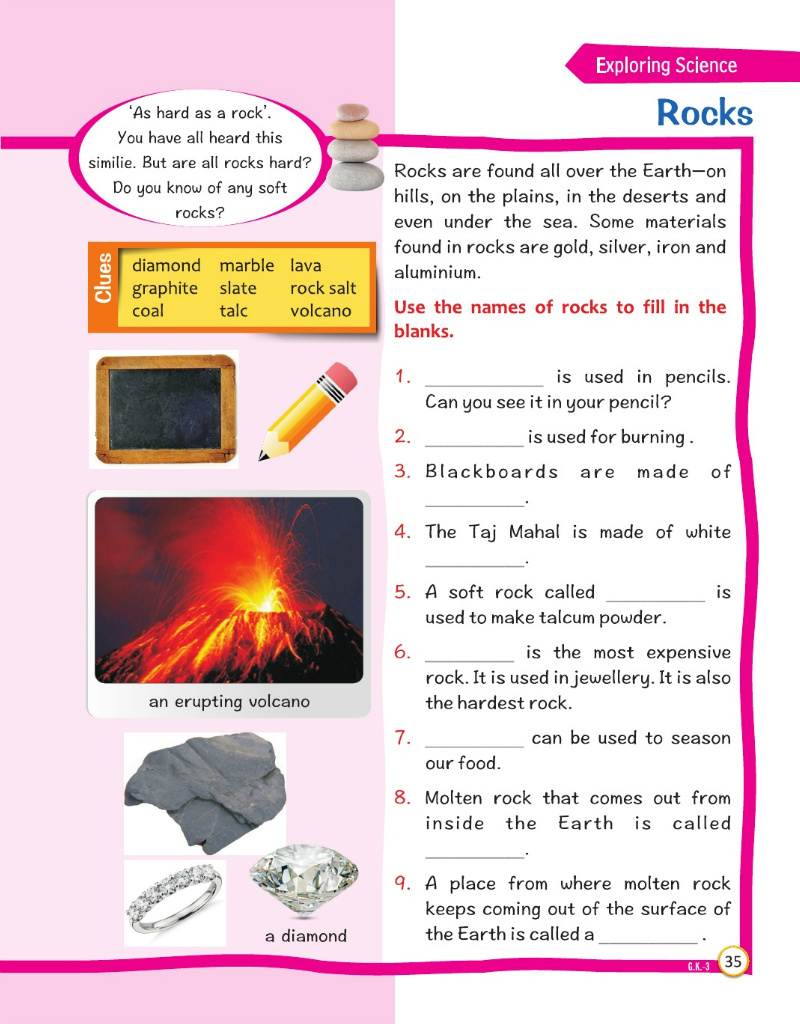 Exploring Science
Rocks
'As hard as a rock'.
You have all heard this
similie. But are all rocks hard?
Do you know of any soft
rocks?
Clues
diamond marble lava
graphite slate rock salt
coal talc volcano
an erupting volcano
a diamond
Rocks are found all over the Earth—on
hills, on the plains, in the deserts and
even under the sea. Some materials
found in rocks are gold, silver, iron and
aluminium.
Use the names of rocks to fill in the
blanks.
1. ____________ is used in pencils.
Can you see it in your pencil?
2. __________ is used for burning .
3. Blackboards are made of
__________.
4. The Taj Mahal is made of white
__________.
5. A soft rock called __________ is
used to make talcum powder.
6. _________ is the most expensive
rock. It is used in jewellery. It is also
the hardest rock.
7. __________ can be used to season
our food.
8. Molten rock that comes out from
inside the Earth is called
__________.
9. A place from where molten rock
keeps coming out of the surface of
the Earth is called a __________ .
G.K.-3 35